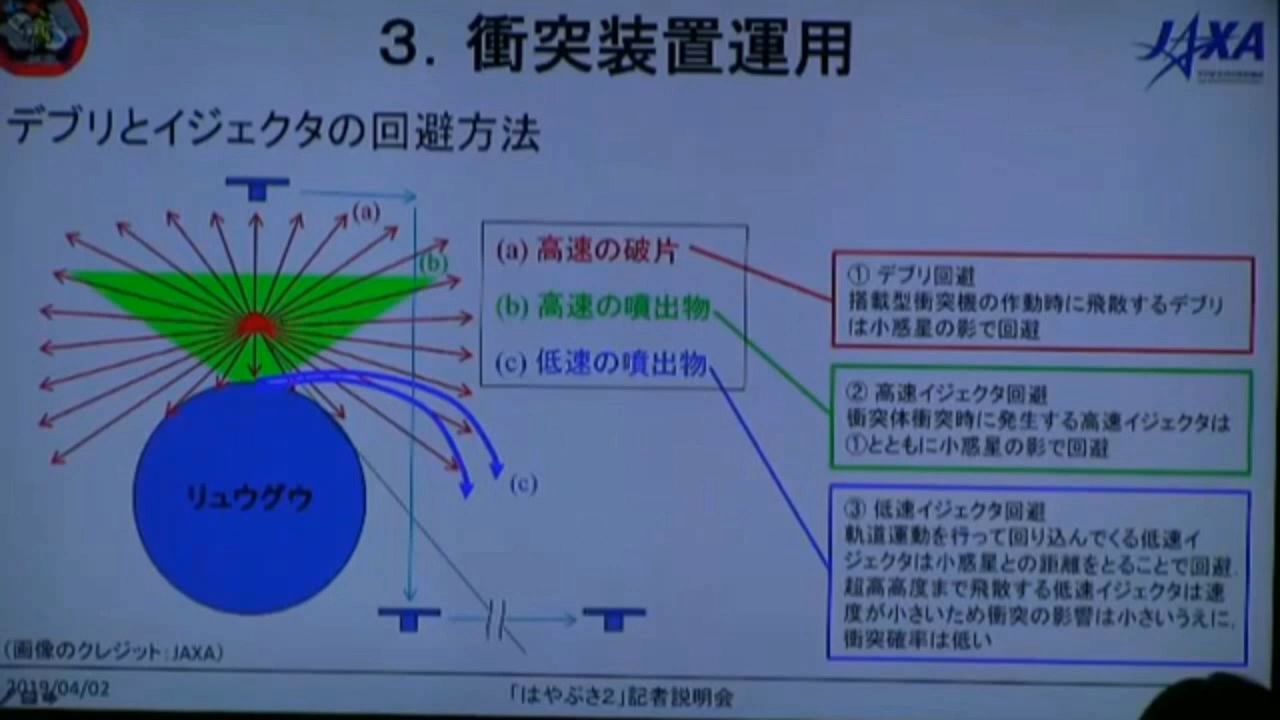 3. 衝突装置運用
JAXA
デブリとイジェクタの回避方法
(a)
(b)
(a) 高速の破片
(b) 高速の噴出物
(c) 低速の噴出物
① デブリ回避
搭載型衝突機の作動時に飛散するデブリ
は小惑星の影で回避
② 高速イジェクタ回避
衝突体衝突時に発生する高速イジェクタは
①とともに小惑星の影で回避
リュウグウ
(c)
③ 低速イジェクタ回避
軌道運動を行って回り込んでくる低速イ
ジェクタは小惑星との距離をとることで回避.
超高高度まで飛散する低速イジェクタは速
度が小さいため衝突の影響は小さいうえに,
衝突確率は低い
(画像のクレジット:JAXA)
2019/04/02
「はやぶさ2」記者説明会